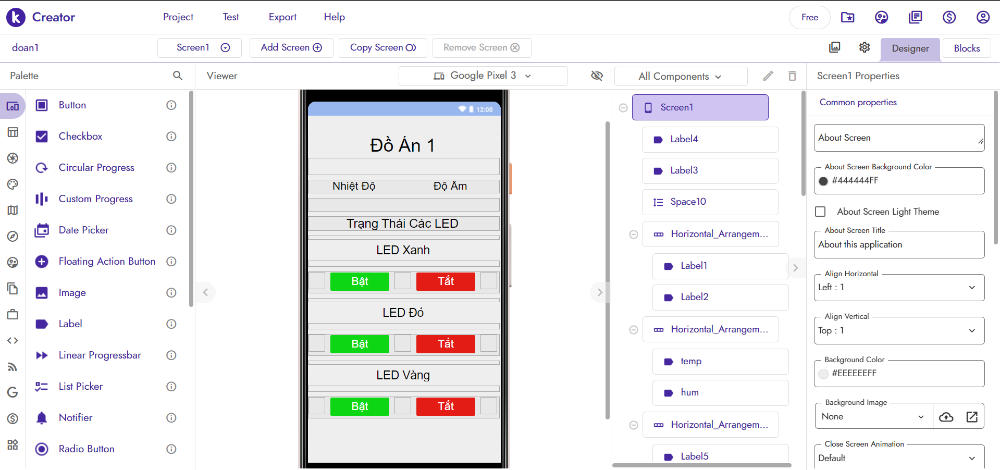 Creator
Project
Test
Export
Help
Free
doan1
Screen1
Add Screen
Copy Screen
Remove Screen
Designer
Blocks
Palette
Viewer
Google Pixel 3
All Components
Screen1 Properties
Button
Checkbox
Circular Progress
Custom Progress
Date Picker
Floating Action Button
Image
Label
Linear Progressbar
List Picker
Notifier
Radio Button
12:00
Đồ Án 1
Nhiệt Độ
Độ Ẩm
Trạng Thái Các LED
LED Xanh
Bật
Tắt
LED Đỏ
Bật
Tắt
LED Vàng
Bật
Tắt
Screen1
Label4
Label3
Space10
Horizontal_Arrangem...
Label1
Label2
Horizontal_Arrangem...
temp
hum
Horizontal_Arrangem...
Label5
Common properties
About Screen
About Screen Background Color
#444444FF
About Screen Light Theme
About Screen Title
About this application
Align Horizontal
Left : 1
Align Vertical
Top : 1
Background Color
#EEEEEEFF
Background Image
None
Close Screen Animation
Default